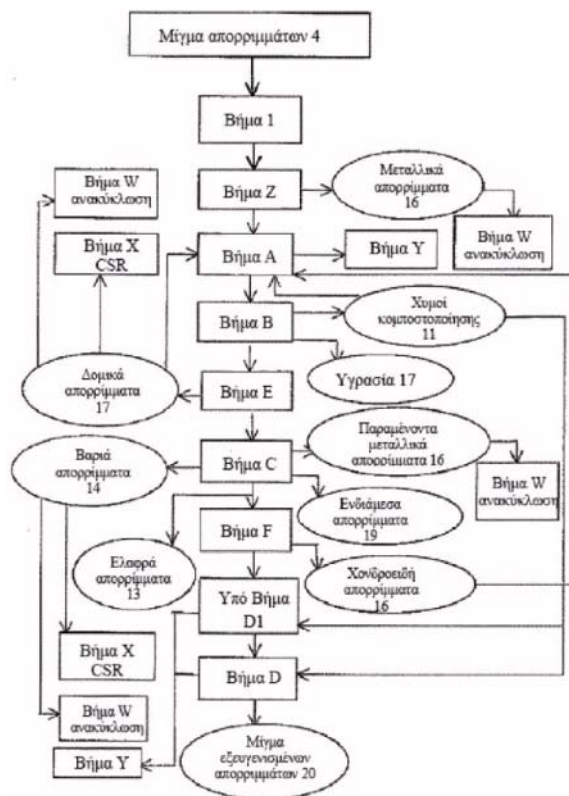 Μίγμα απορριμμάτων 4
Βήμα 1
Βήμα W
ανακύκλωση
Βήμα Z
Μεταλλικά
απορρίμματα
16
Βήμα X
CSR
Βήμα A
Βήμα Y
Βήμα W
ανακύκλωση
Βήμα B
Χυμοί
κομποστοποίησης
11
Δομικά
απορρίμματα
17
Βήμα E
Υγρασία 17
Βαριά
απορρίμματα
14
Βήμα C
Παραμένοντα
μεταλλικά
απορρίμματα 16
Βήμα W
ανακύκλωση
Ενδιάμεσα
απορρίμματα
19
Βήμα F
Ελαφρά
απορρίμματα
13
Χονδροειδή
απορρίμματα
16
Υπό Βήμα
D1
Βήμα X
CSR
Βήμα D
Βήμα W
ανακύκλωση
Βήμα Y
Μίγμα
εξευγενισμένων
απορριμμάτων 20